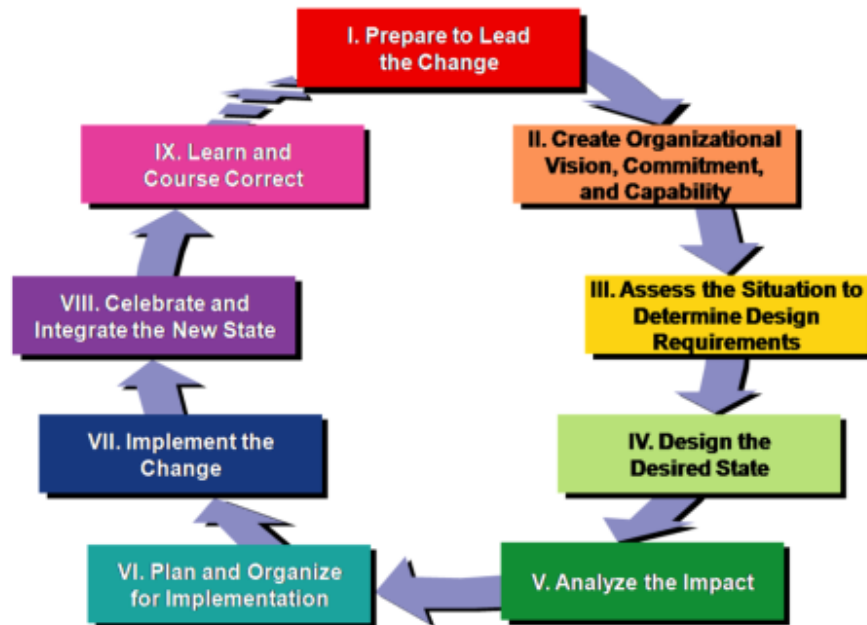 I. Prepare to Lead
the Change
II. Create Organizational
Vision, Commitment,
and Capability
III. Assess the Situation to
Determine Design
Requirements
IV. Design the
Desired State
V. Analyze the Impact
VI. Plan and Organize
for Implementation
VII. Implement the
Change
VIII. Celebrate and
Integrate the New State
IX. Learn and
Course Correct